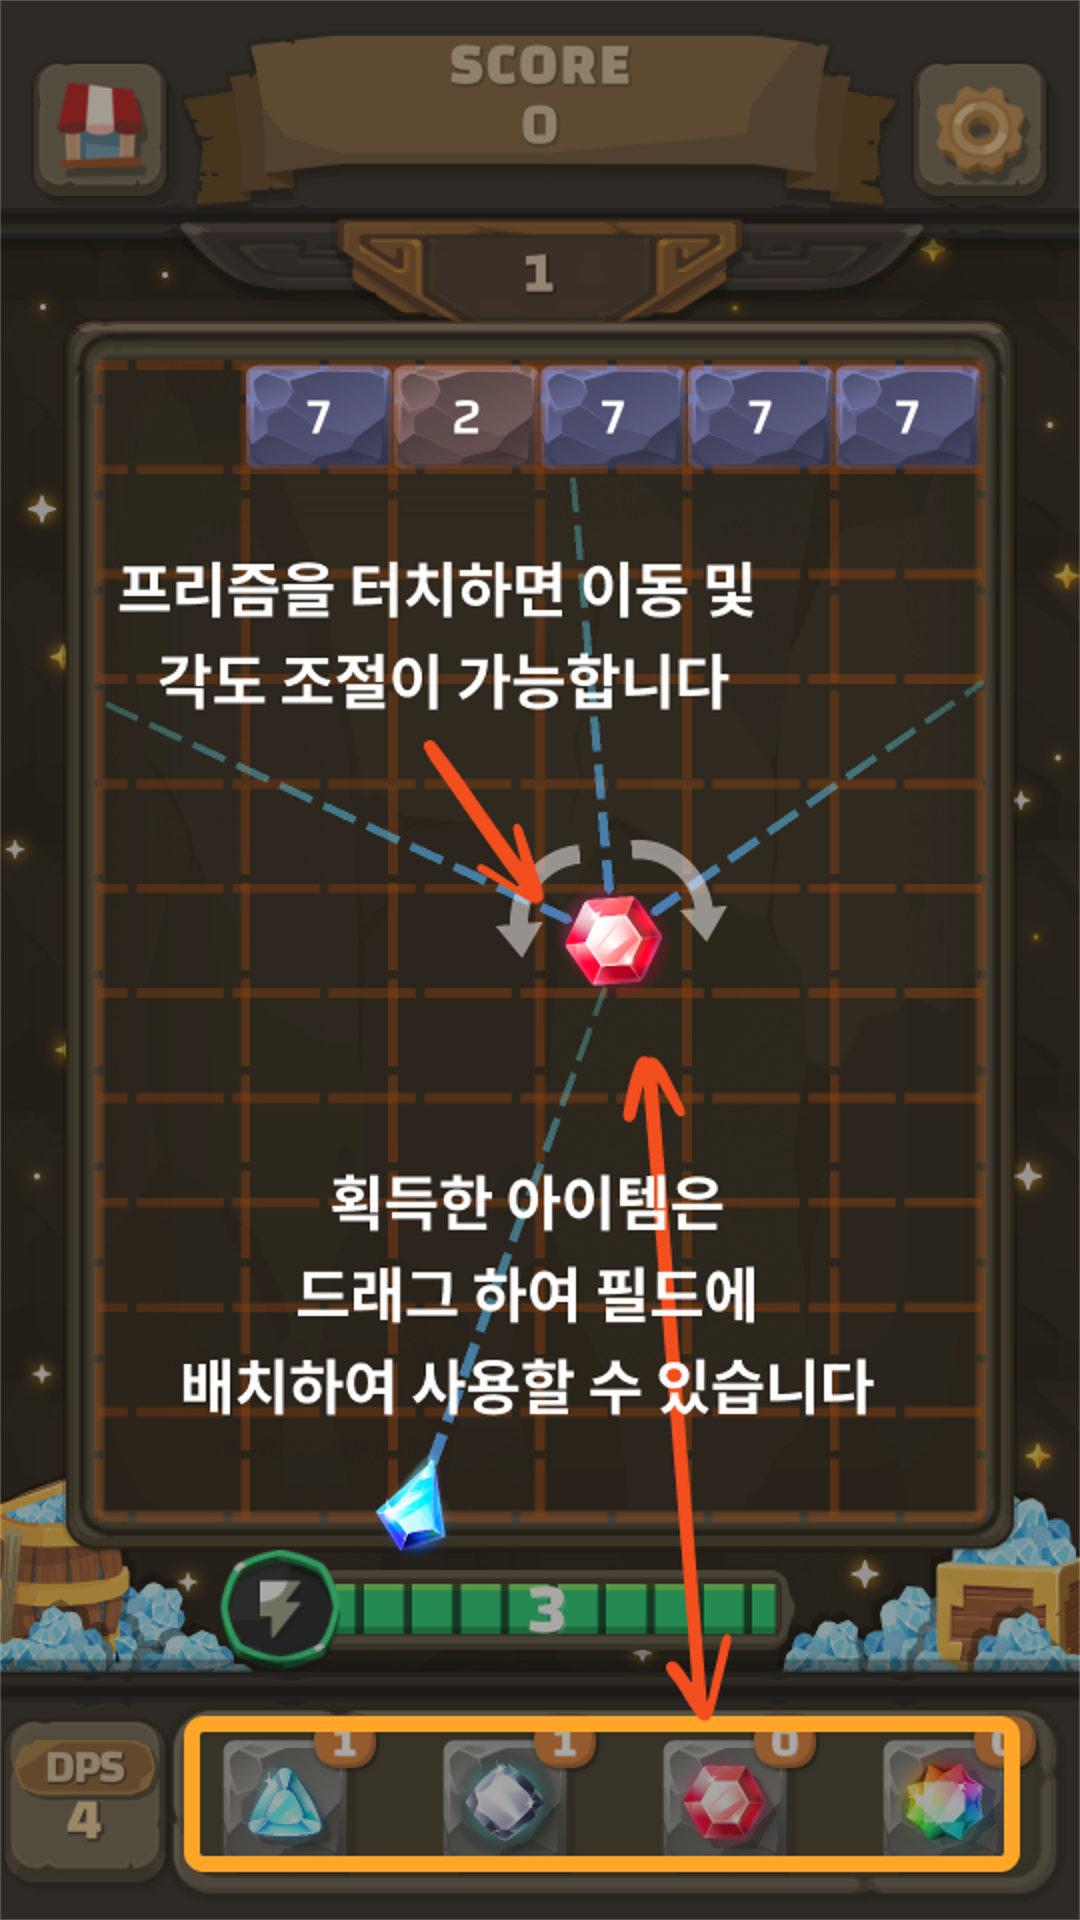 SCORE
0
1
7 2 7 7 7
프리즘을 터치하면 이동 및
각도 조절이 가능합니다
획득한 아이템은
드래그 하여 필드에
배치하여 사용할 수 있습니다
3
1 1 0 0
DPS
4